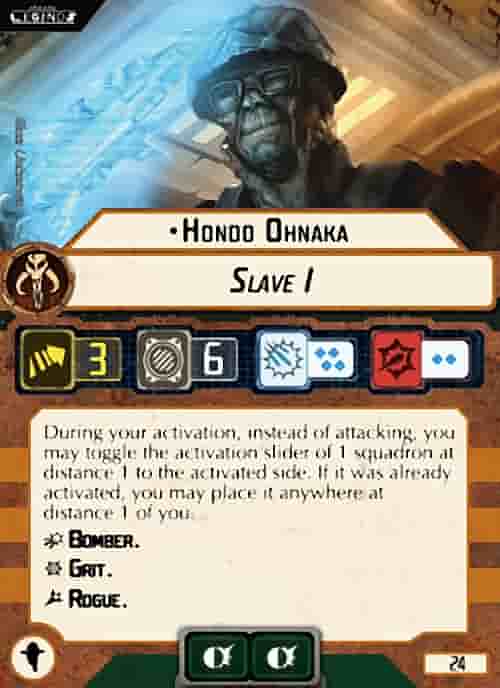 LEGENDS
•HONDO OHNAKA
SLAVE I
3
6
During your activation, instead of attacking, you
may toggle the activation slider of 1 squadron at
distance 1 to the activated side. If it was already
activated, you may place it anywhere at
distance 1 of you.
BOMBER.
GRIT.
ROGUE.
24